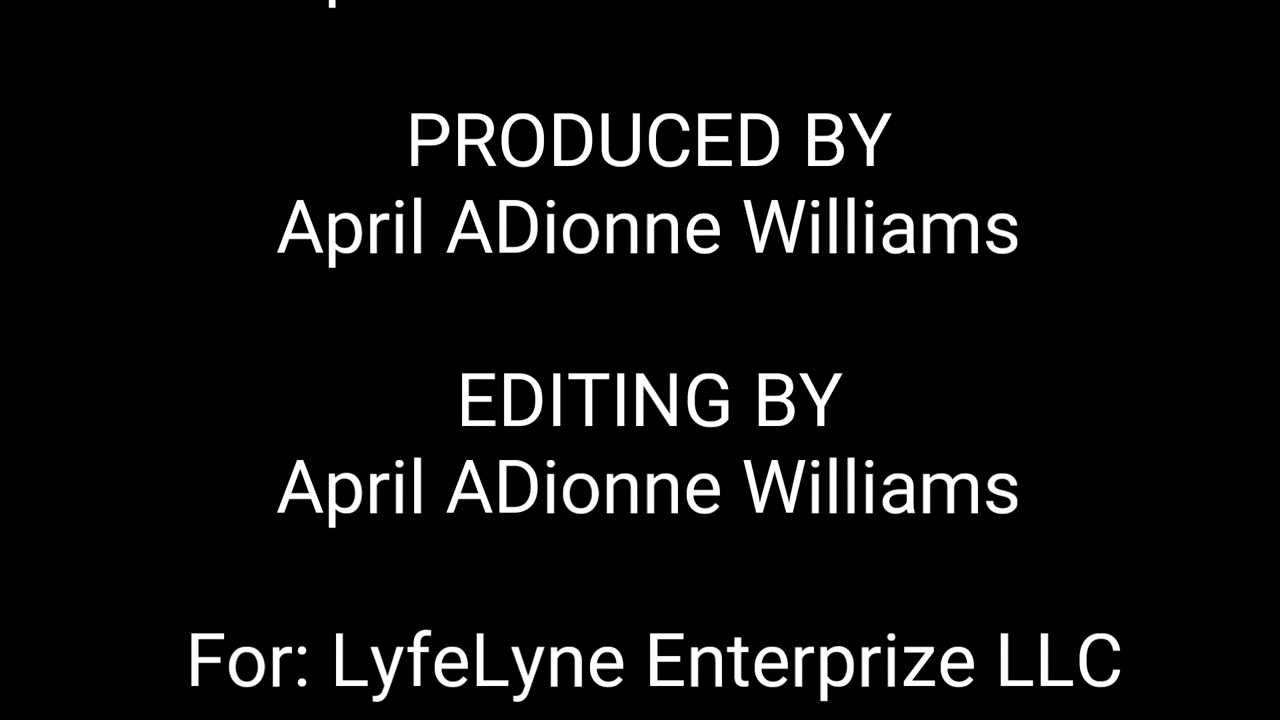 PRODUCED BY
April ADionne Williams
EDITING BY
April ADionne Williams
For: LyfeLyne Enterprize LLC